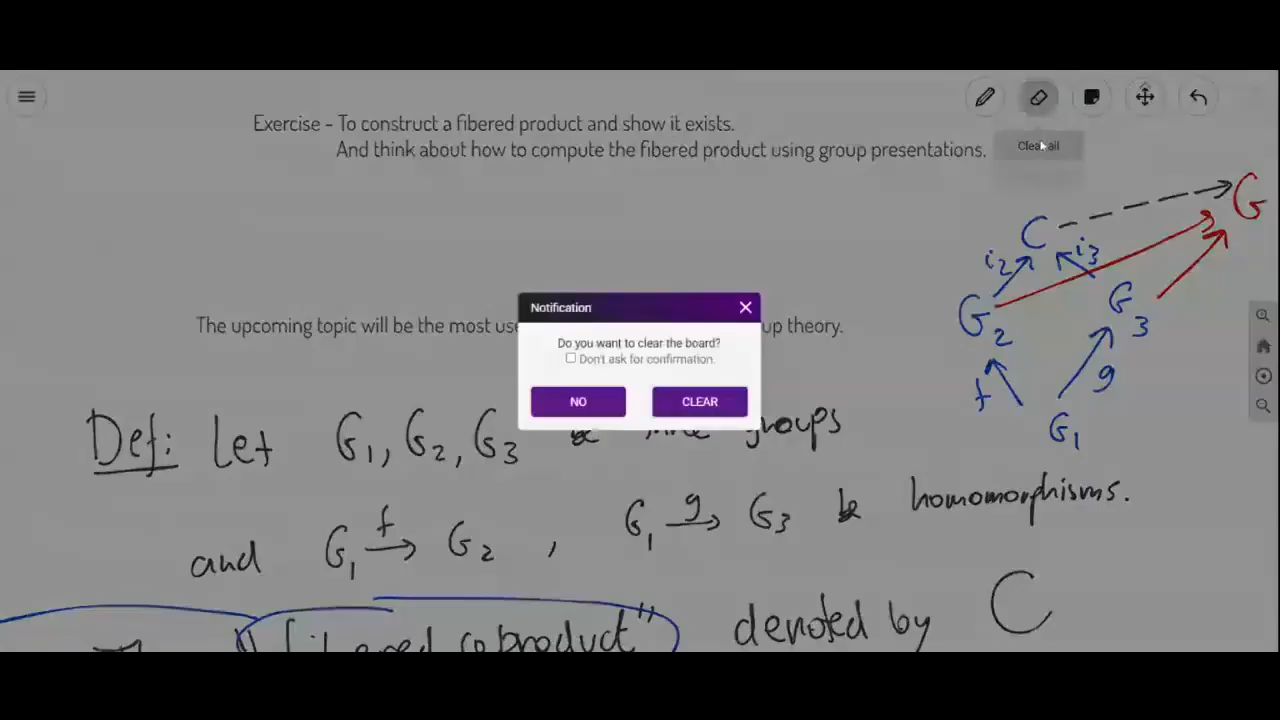 Exercise - To construct a fibered product and show it exists.
And think about how to compute the fibered product using group presentations.
Clear all
G
C
i2 i3
G2 G3
f g
G1
Notification
Do you want to clear the board?
Don't ask for confirmation.
NO CLEAR
The upcoming topic will be the most theory.
Def: Let G1, G2, G3 groups
and G1 f→ G2 , G1 g→ G3 be homomorphisms.
coproduct" denoted by C